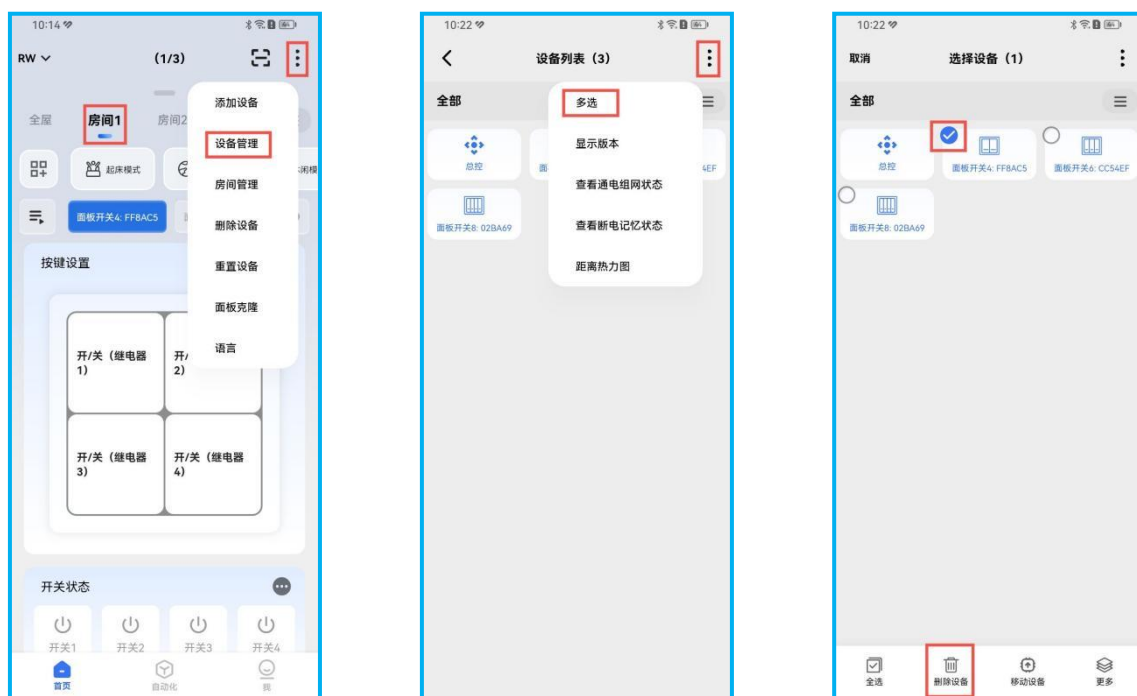 10:14
64
RW
(1/3)
添加设备
全屋
房间1
房间2
设备管理
起床模式
休闲模
房间管理
面板开关4: FF8AC5
删除设备
按键设置
重置设备
面板克隆
语言
开/关（继电器
1）
开/
2）
开/关（继电器
3）
开/关（继电器
4）
开关状态
开关1
开关2
开关3
开关4
首页
自动化
我
10:22
设备列表（3）
全部
多选
显示版本
总控
面
4EF
查看通电组网状态
面板开关8: 02BA69
查看断电记忆状态
距离热力图
10:22
取消
选择设备（1）
全部
总控
面板开关4: FF8AC5
面板开关6: CC54EF
面板开关8: 02BA69
全选
删除设备
移动设备
更多